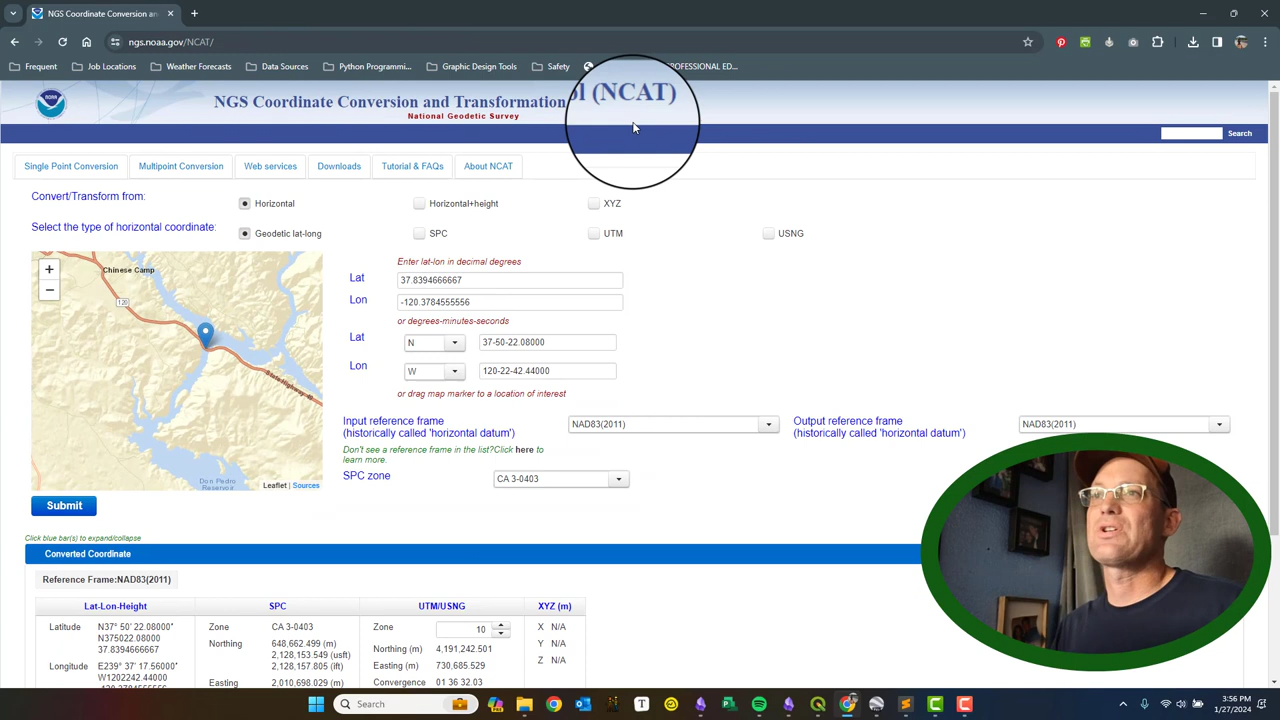 NGS Coordinate Conversion an
ngs.noaa.gov/NCAT/
Frequent
Job Locations
Weather Forecasts
Data Sources
Programming
Graphic Design Tools
Safety
PROFESSIONAL ED...
NOAA
NGS Coordinate Conversion and Transformation
ol (NCAT)
National Geodetic Survey
Search
Single Point Conversion
Multipoint Conversion
Web services
Downloads
Tutorial & FAQs
About NCAT
Convert/Transform from:
Horizontal
Horizontal+height
XYZ
Select the type of horizontal coordinate:
Geodetic lat-long
SPC
UTM
USNG
+
−
Chinese Camp
120
State Highway
Don Pedro
Reservoir
Leaflet | Sources
Enter lat-lon in decimal degrees
Lat
37.8394666667
Lon
-120.3784555556
or degrees-minutes-seconds
Lat
N
37-50-22.08000
Lon
W
120-22-42.44000
or drag map marker to a location of interest
Input reference frame
(historically called 'horizontal datum')
NAD83(2011)
Output reference frame
(historically called 'horizontal datum')
NAD83(2011)
Don't see a reference frame in the list?Click here to
learn more.
SPC zone
CA 3-0403
Submit
Click blue bar(s) to expand/collapse
Converted Coordinate
Reference Frame:NAD83(2011)
Lat-Lon-Height
SPC
UTM/USNG
XYZ (m)
Latitude
N37° 50' 22.08000"
N375022.08000
37.8394666667
Longitude
E239° 37' 17.56000"
W1202242.44000
-120.3784555556
Zone
CA 3-0403
Northing
648,662.499 (m)
2,128,153.549 (usft)
2,128,157.805 (ift)
Easting
2,010,698.029 (m)
Zone
10
Northing (m)
4,191,242.501
Easting (m)
730,685.529
Convergence
01 36 32.03
X N/A
Y N/A
Z N/A
Search
3:56 PM
1/27/2024